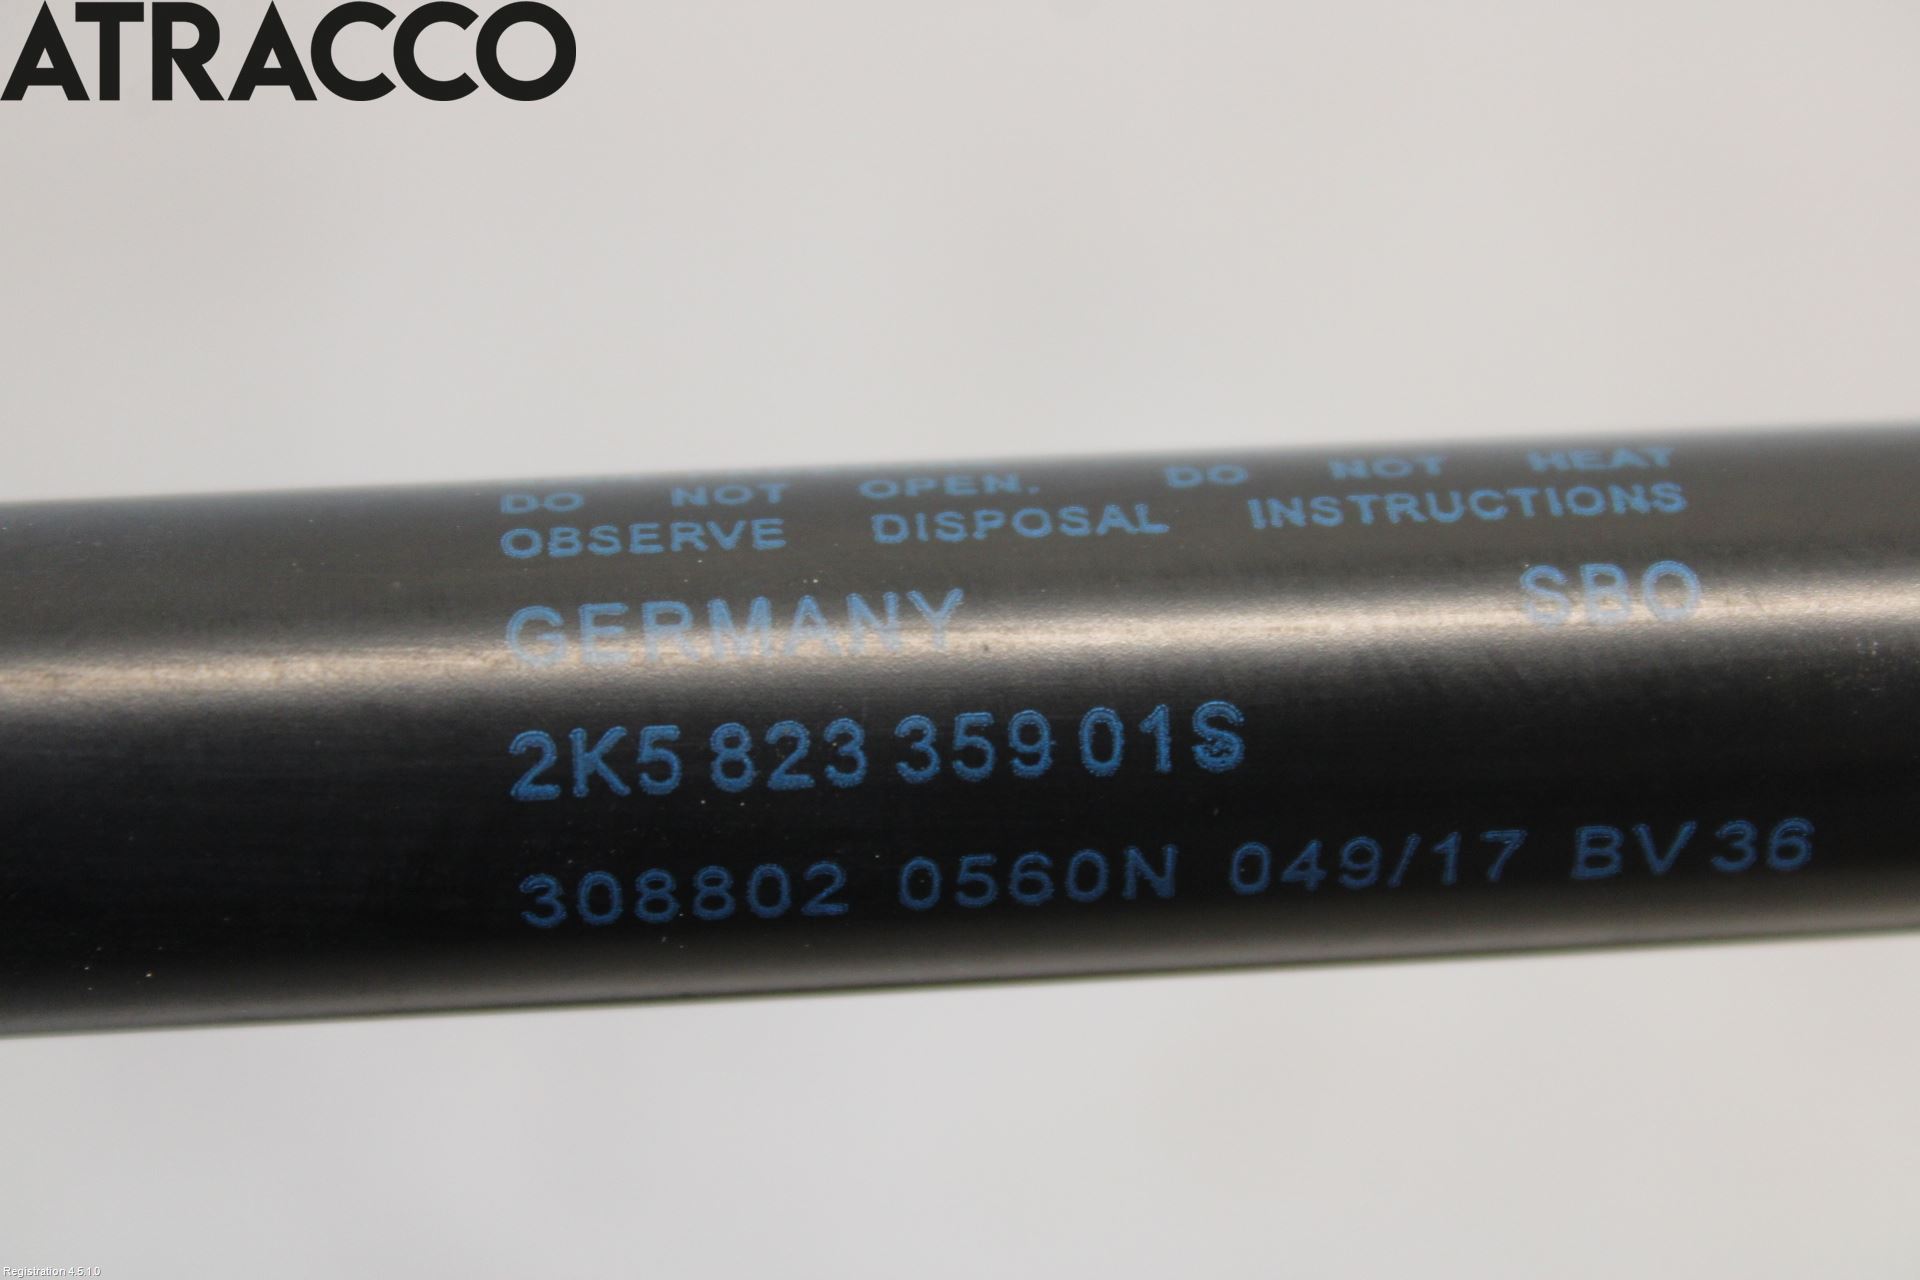 ATRACCO
DO NOT OPEN. DO NOT HEAT
OBSERVE DISPOSAL INSTRUCTIONS
GERMANY SBO
2K5 823 359 01S
308802 0560N 049/17 BV36
Registration 4.5.1.0